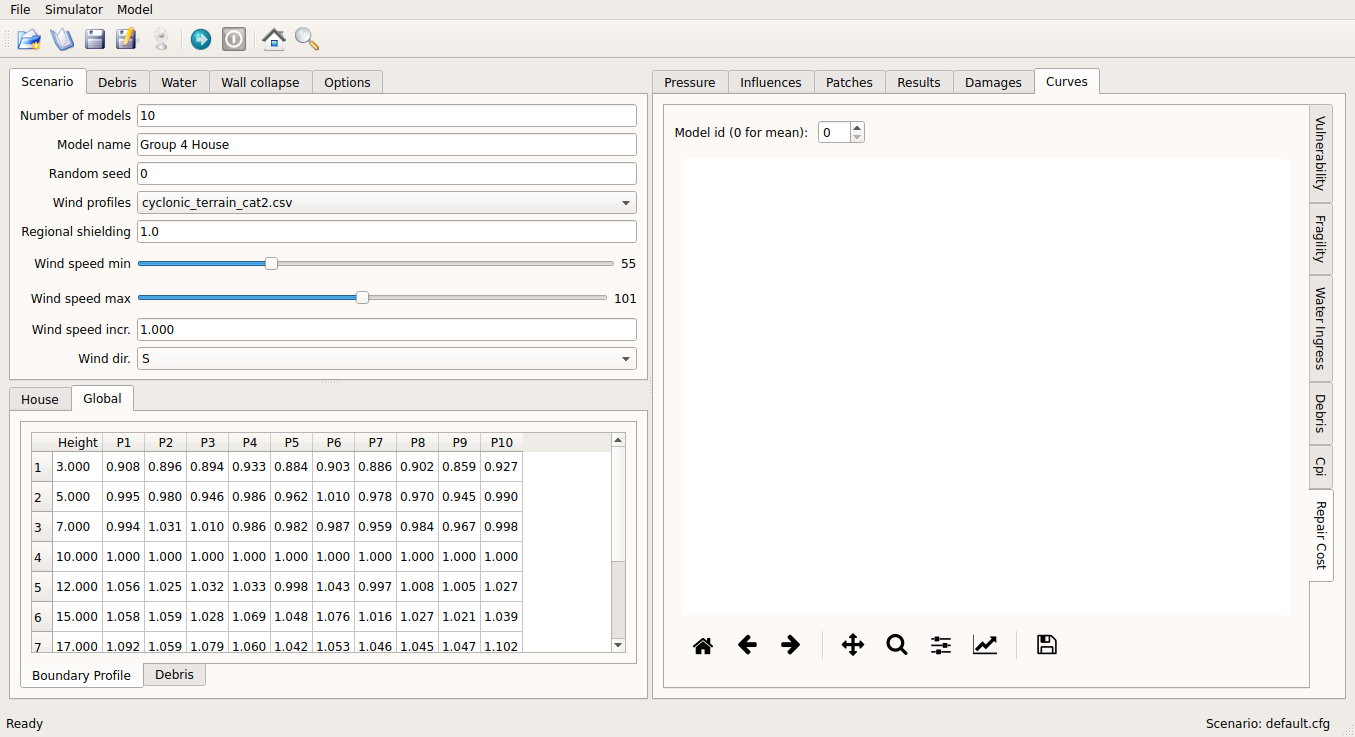 File Simulator Model
Scenario Debris Water Wall collapse Options
Number of models 10
Model name Group 4 House
Random seed 0
Wind profiles cyclonic_terrain_cat2.csv
Regional shielding 1.0
Wind speed min 55
Wind speed max 101
Wind speed incr. 1.000
Wind dir. S
House Global
Height P1 P2 P3 P4 P5 P6 P7 P8 P9 P10
1 3.000 0.908 0.896 0.894 0.933 0.884 0.903 0.886 0.902 0.859 0.927
2 5.000 0.995 0.980 0.946 0.986 0.962 1.010 0.978 0.970 0.945 0.990
3 7.000 0.994 1.031 1.010 0.986 0.982 0.987 0.959 0.984 0.967 0.998
4 10.000 1.000 1.000 1.000 1.000 1.000 1.000 1.000 1.000 1.000 1.000
5 12.000 1.056 1.025 1.032 1.033 0.998 1.043 0.997 1.008 1.005 1.027
6 15.000 1.058 1.059 1.028 1.069 1.048 1.076 1.016 1.027 1.021 1.039
7 17.000 1.092 1.059 1.079 1.060 1.042 1.053 1.046 1.045 1.047 1.102
Boundary Profile Debris
Pressure Influences Patches Results Damages Curves
Model id (0 for mean): 0
Vulnerability
Fragility
Water Ingress
Debris
Cpi
Repair Cost
Ready
Scenario: default.cfg